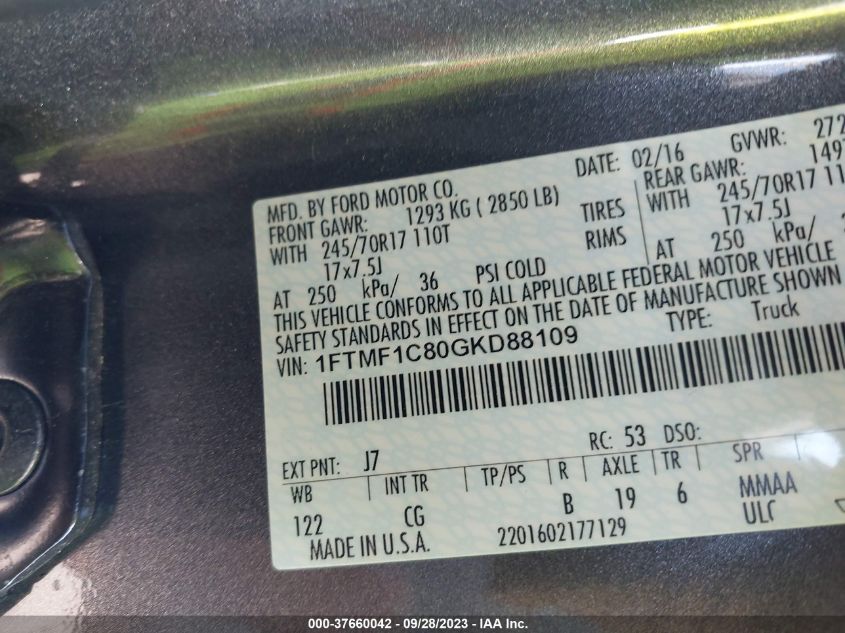 MFD. BY FORD MOTOR CO. DATE: 02/16 GVWR:
FRONT GAWR: 1293 KG ( 2850 LB) REAR GAWR:
WITH 245/70R17 110T TIRES WITH 245/70R17
17x7.5J RIMS 17x7.5J
AT 250 kPa/ 36 PSI COLD AT 250 kPa/
THIS VEHICLE CONFORMS TO ALL APPLICABLE FEDERAL MOTOR VEHICLE
SAFETY STANDARDS IN EFFECT ON THE DATE OF MANUFACTURE SHOWN
VIN: 1FTMF1C80GKD88109 TYPE: Truck
EXT PNT: J7 RC: 53 DSO:
WB INT TR TP/PS R AXLE TR SPR
122 CG B 19 6 MMAA
MADE IN U.S.A. 2201602177129
000-37660042 - 09/28/2023 - IAA Inc.